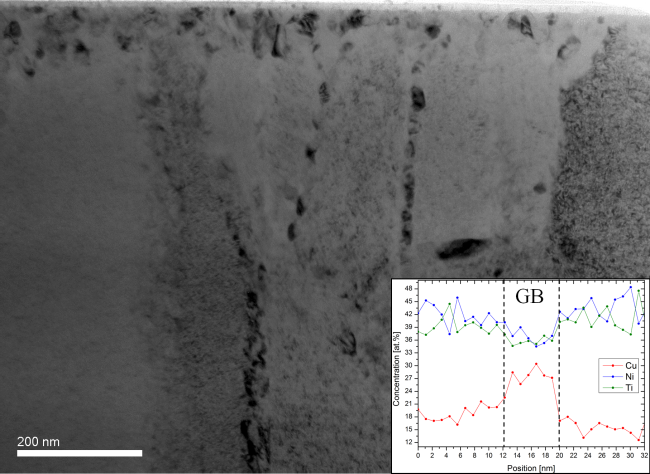 200 nm
GB
Concentration [at.%]
48
45
42
39
36
33
30
27
24
21
18
15
12
Cu
Ni
Ti
0 2 4 6 8 10 12 14 16 18 20 22 24 26 28 30 32
Position [nm]